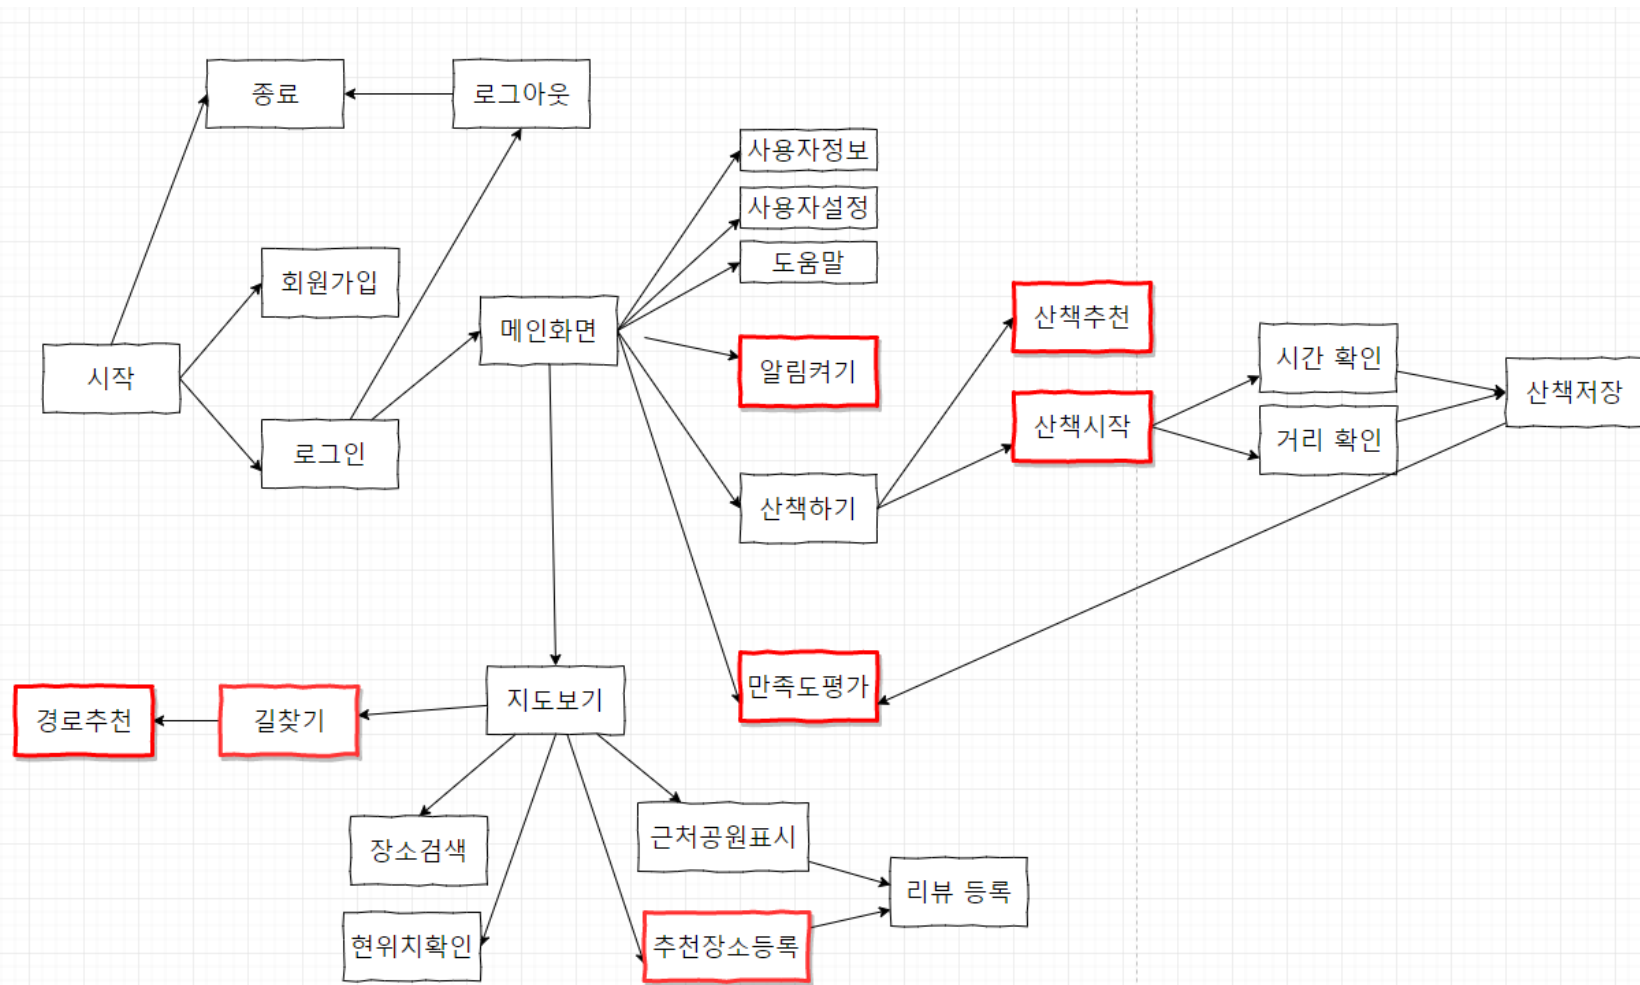 종료
로그아웃
사용자정보
사용자설정
도움말
회원가입
메인화면
시작
로그인
알림켜기
산책추천
산책시작
시간 확인
거리 확인
산책저장
산책하기
만족도평가
지도보기
길찾기
경로추천
장소검색
근처공원표시
현위치확인
추천장소등록
리뷰 등록